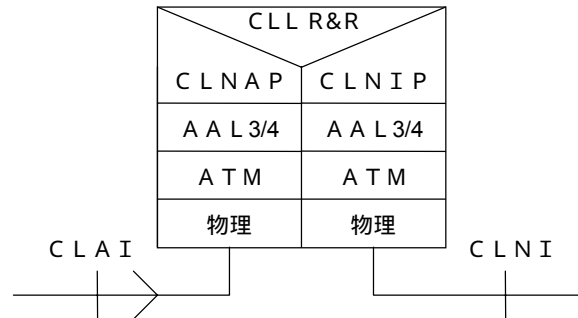 CLL R&R
CLNAP CLNIP
AAL3/4 AAL3/4
ATM ATM
物理 物理
CLAI CLNI